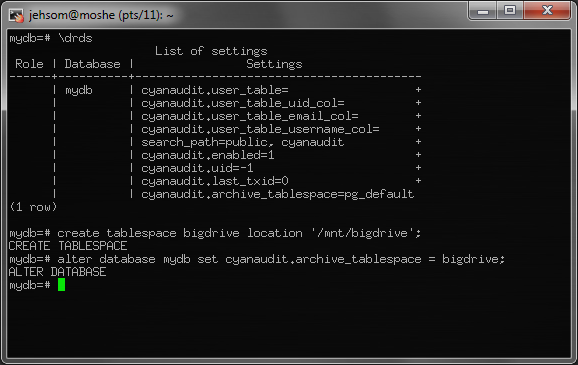 jehsom@moshe (pts/11): ~
mydb=# \drds
List of settings
Role | Database | Settings
------+----------+-----------------------------------------
| mydb | cyanaudit.user_table= +
| | cyanaudit.user_table_uid_col= +
| | cyanaudit.user_table_email_col= +
| | cyanaudit.user_table_username_col= +
| | search_path=public, cyanaudit +
| | cyanaudit.enabled=1 +
| | cyanaudit.uid=-1 +
| | cyanaudit.last_txid=0 +
| | cyanaudit.archive_tablespace=pg_default
(1 row)
mydb=# create tablespace bigdrive location '/mnt/bigdrive';
CREATE TABLESPACE
mydb=# alter database mydb set cyanaudit.archive_tablespace = bigdrive;
ALTER DATABASE
mydb=#